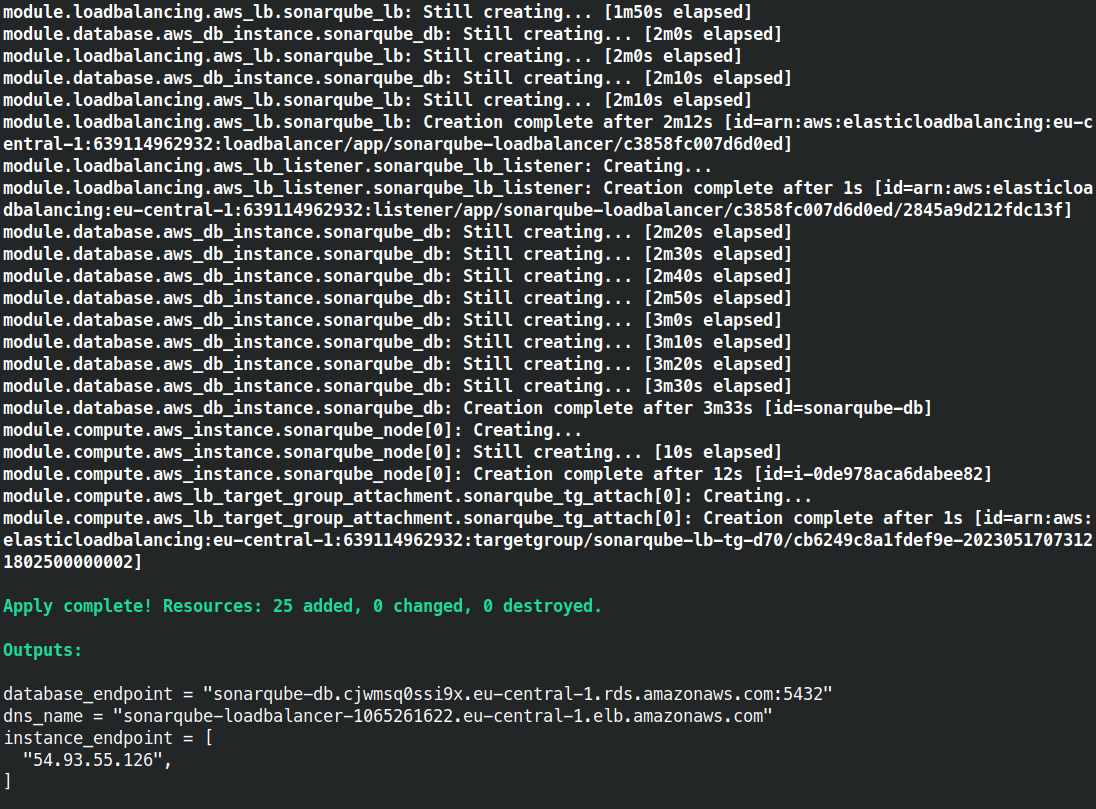 module.loadbalancing.aws_lb.sonarqube_lb: Still creating... [1m50s elapsed]
module.database.aws_db_instance.sonarqube_db: Still creating... [2m0s elapsed]
module.loadbalancing.aws_lb.sonarqube_lb: Still creating... [2m0s elapsed]
module.database.aws_db_instance.sonarqube_db: Still creating... [2m10s elapsed]
module.loadbalancing.aws_lb.sonarqube_lb: Still creating... [2m10s elapsed]
module.loadbalancing.aws_lb.sonarqube_lb: Creation complete after 2m12s [id=arn:aws:elasticloadbalancing:eu-c
entral-1:639114962932:loadbalancer/app/sonarqube-loadbalancer/c3858fc007d6d0ed]
module.loadbalancing.aws_lb_listener.sonarqube_lb_listener: Creating...
module.loadbalancing.aws_lb_listener.sonarqube_lb_listener: Creation complete after 1s [id=arn:aws:elasticloa
dbalancing:eu-central-1:639114962932:listener/app/sonarqube-loadbalancer/c3858fc007d6d0ed/2845a9d212fdc13f]
module.database.aws_db_instance.sonarqube_db: Still creating... [2m20s elapsed]
module.database.aws_db_instance.sonarqube_db: Still creating... [2m30s elapsed]
module.database.aws_db_instance.sonarqube_db: Still creating... [2m40s elapsed]
module.database.aws_db_instance.sonarqube_db: Still creating... [2m50s elapsed]
module.database.aws_db_instance.sonarqube_db: Still creating... [3m0s elapsed]
module.database.aws_db_instance.sonarqube_db: Still creating... [3m10s elapsed]
module.database.aws_db_instance.sonarqube_db: Still creating... [3m20s elapsed]
module.database.aws_db_instance.sonarqube_db: Still creating... [3m30s elapsed]
module.database.aws_db_instance.sonarqube_db: Creation complete after 3m33s [id=sonarqube-db]
module.compute.aws_instance.sonarqube_node[0]: Creating...
module.compute.aws_instance.sonarqube_node[0]: Still creating... [10s elapsed]
module.compute.aws_instance.sonarqube_node[0]: Creation complete after 12s [id=i-0de978aca6dabee82]
module.compute.aws_lb_target_group_attachment.sonarqube_tg_attach[0]: Creating...
module.compute.aws_lb_target_group_attachment.sonarqube_tg_attach[0]: Creation complete after 1s [id=arn:aws:
elasticloadbalancing:eu-central-1:639114962932:targetgroup/sonarqube-lb-tg-d70/cb6249c8a1fdef9e-2023051707312
1802500000002]
Apply complete! Resources: 25 added, 0 changed, 0 destroyed.
Outputs:
database_endpoint = "sonarqube-db.cjwmsq0ssi9x.eu-central-1.rds.amazonaws.com:5432"
dns_name = "sonarqube-loadbalancer-1065261622.eu-central-1.elb.amazonaws.com"
instance_endpoint = [
  "54.93.55.126",
]